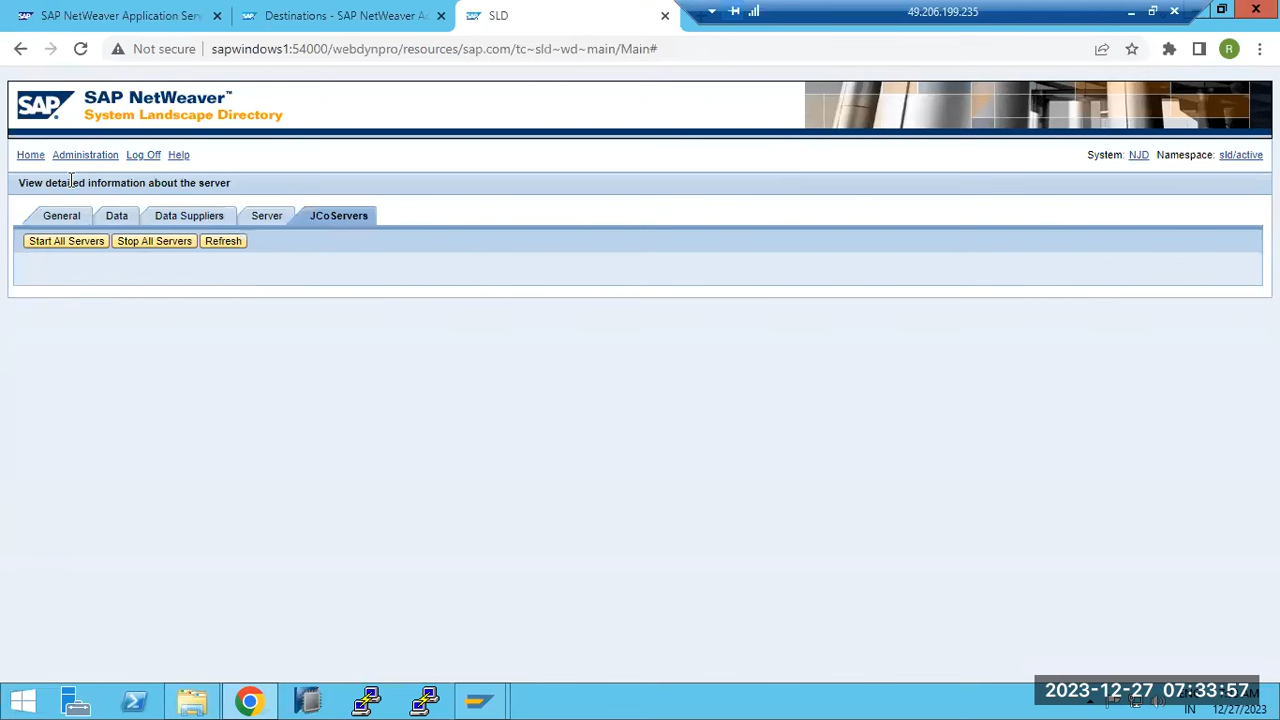 SAP NetWeaver Application Serv
Destinations - SAP NetWeaver A
SLD
49.206.199.235
Not secure
sapwindows1:54000/webdynpro/resources/sap.com/tc~sld~wd~main/Main#
R
SAP
SAP NetWeaver™
System Landscape Directory
Home Administration Log Off Help
System: NJD Namespace: sld/active
View detailed information about the server
General Data Data Suppliers Server JCoServers
Start All Servers Stop All Servers Refresh
2023-12-27 07:33:57
IN 12/27/2023